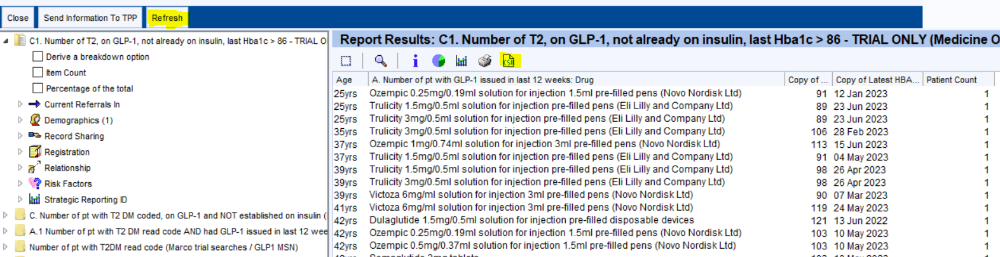 Close Send Information To TPP Refresh
C1. Number of T2, on GLP-1, not already on insulin, last Hba1c > 86 - TRIAL O
Derive a breakdown option
Item Count
Percentage of the total
Current Referrals In
Demographics (1)
Record Sharing
Registration
Relationship
Risk Factors
Strategic Reporting ID
C. Number of pt with T2 DM coded, on GLP-1 and NOT established on insulin (
A.1 Number of pt with T2 DM read code AND had GLP-1 issued in last 12 wee
Number of pt with T2DM read code (Marco trial searches / GLP1 MSN)
Report Results: C1. Number of T2, on GLP-1, not already on insulin, last Hba1c > 86 - TRIAL ONLY (Medicine O
CSV
Age A. Number of pt with GLP-1 issued in last 12 weeks: Drug Copy of ... Copy of Latest HBA... Patient Count
25yrs Ozempic 0.25mg/0.19ml solution for injection 1.5ml pre-filled pens (Novo Nordisk Ltd) 91 12 Jan 2023 1
25yrs Trulicity 1.5mg/0.5ml solution for injection pre-filled pens (Eli Lilly and Company Ltd) 89 23 Jun 2023 1
25yrs Trulicity 3mg/0.5ml solution for injection pre-filled pens (Eli Lilly and Company Ltd) 89 23 Jun 2023 1
35yrs Trulicity 3mg/0.5ml solution for injection pre-filled pens (Eli Lilly and Company Ltd) 106 28 Feb 2023 1
37yrs Ozempic 1mg/0.74ml solution for injection 3ml pre-filled pens (Novo Nordisk Ltd) 113 15 Jun 2023 1
37yrs Trulicity 1.5mg/0.5ml solution for injection pre-filled pens (Eli Lilly and Company Ltd) 91 04 May 2023 1
39yrs Trulicity 1.5mg/0.5ml solution for injection pre-filled pens (Eli Lilly and Company Ltd) 98 26 Apr 2023 1
39yrs Trulicity 3mg/0.5ml solution for injection pre-filled pens (Eli Lilly and Company Ltd) 98 26 Apr 2023 1
39yrs Victoza 6mg/ml solution for injection 3ml pre-filled pens (Novo Nordisk Ltd) 90 07 Mar 2023 1
41yrs Victoza 6mg/ml solution for injection 3ml pre-filled pens (Novo Nordisk Ltd) 119 24 May 2023 1
42yrs Dulaglutide 1.5mg/0.5ml solution for injection pre-filled disposable devices 121 13 Jun 2022 1
42yrs Ozempic 0.25mg/0.19ml solution for injection 1.5ml pre-filled pens (Novo Nordisk Ltd) 103 10 May 2023 1
42yrs Ozempic 0.5mg/0.37ml solution for injection 1.5ml pre-filled pens (Novo Nordisk Ltd) 103 10 May 2023 1